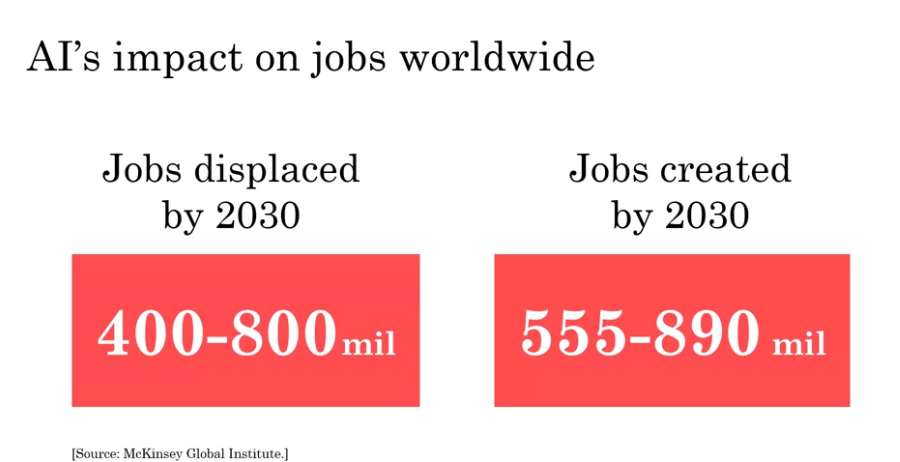 AI’s impact on jobs worldwide
Jobs displaced
by 2030
400-800 mil
Jobs created
by 2030
555-890 mil
[Source: McKinsey Global Institute.]